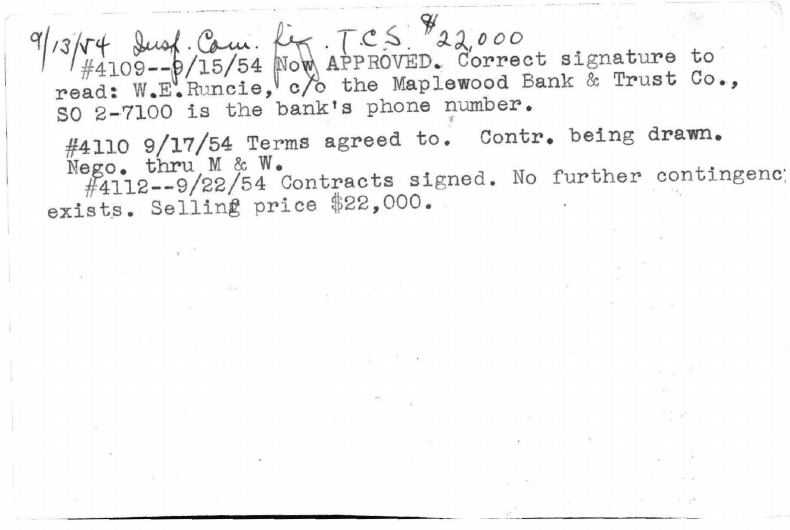 9/13/54 Insp. Com. fig. T.C.S. $22,000
#4109--9/15/54 Now APPROVED. Correct signature to
read: W.E.Runcie, c/o the Maplewood Bank & Trust Co.,
SO 2-7100 is the bank's phone number.
#4110 9/17/54 Terms agreed to. Contr. being drawn.
Nego. thru M & W.
#4112--9/22/54 Contracts signed. No further contingenc
exists. Selling price $22,000.